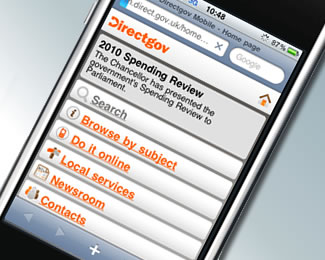 3G 10:48 87%
Directgov Mobile - Home page
n.direct.gov.uk/home... Google
Directgov
2010 Spending Review
The Chancellor has presented the
government's Spending Review to
Parliament.
Search
Browse by subject
Do it online
Local services
Newsroom
Contacts